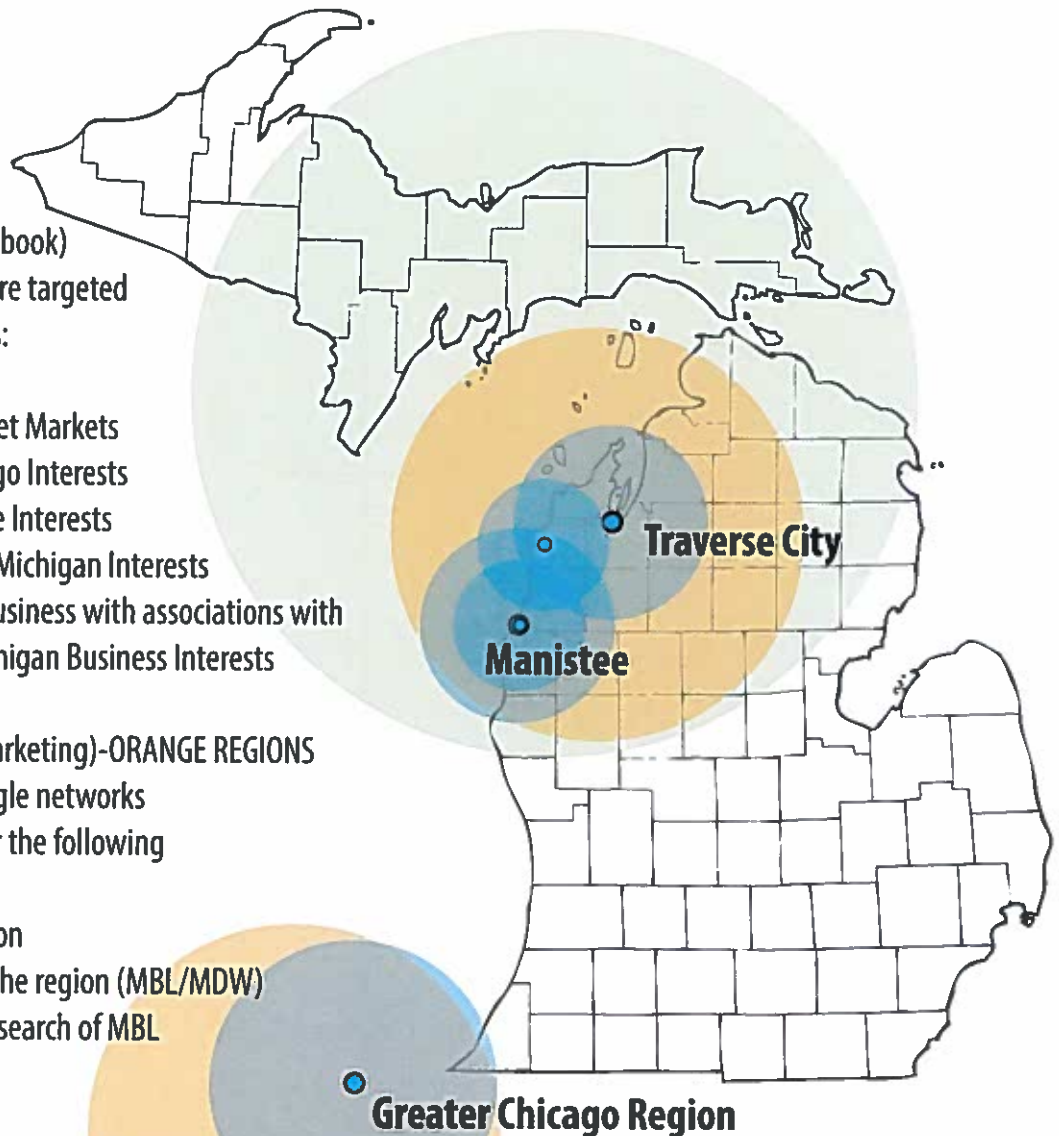 book)
re targeted
s:
et Markets
go Interests
e Interests
Michigan Interests
usiness with associations with
higan Business Interests
arketing)-ORANGE REGIONS
gle networks
r the following
on
the region (MBL/MDW)
search of MBL
Traverse City
Manistee
Greater Chicago Region